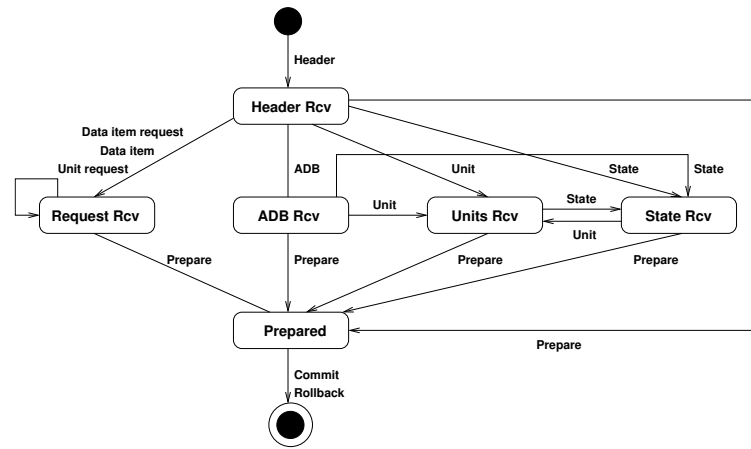 Header
Header Rcv
Data item request
Data item
Unit request
ADB
Unit
State
State
Request Rcv
ADB Rcv
Unit
Units Rcv
State
Unit
State Rcv
Prepare
Prepare
Prepare
Prepare
Prepared
Prepare
Commit
Rollback